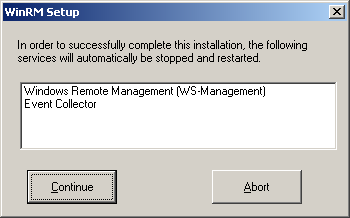 WinRM Setup
In order to successfully complete this installation, the following
services will automatically be stopped and restarted.
Windows Remote Management (WS-Management)
Event Collector
Continue
Abort